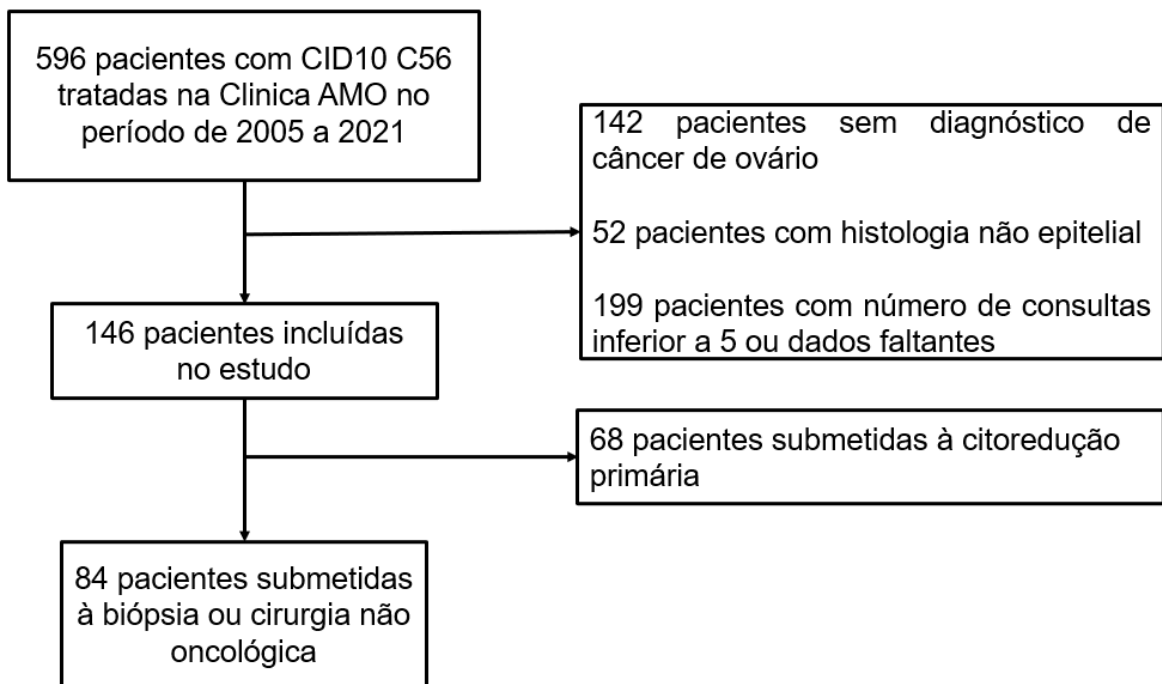 596 pacientes com CID10 C56
tratadas na Clinica AMO no
período de 2005 a 2021
142 pacientes sem diagnóstico de
câncer de ovário
52 pacientes com histologia não epitelial
199 pacientes com número de consultas
inferior a 5 ou dados faltantes
146 pacientes incluídas
no estudo
68 pacientes submetidas à citoredução
primária
84 pacientes submetidas
à biópsia ou cirurgia não
oncológica